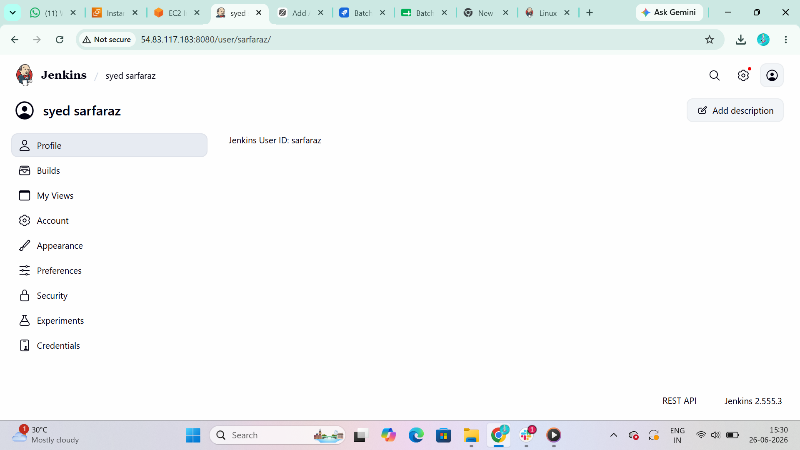 (11) W
Instan
EC2 I
syed
Add
Batch
Batch
New
Linux
Ask Gemini
Not secure
54.83.117.183:8080/user/sarfaraz/
Jenkins / syed sarfaraz
syed sarfaraz
Add description
Profile
Jenkins User ID: sarfaraz
Builds
My Views
Account
Appearance
Preferences
Security
Experiments
Credentials
REST API
Jenkins 2.555.3
1
30°C
Mostly cloudy
Search
ENG
IN
15:30
26-06-2026